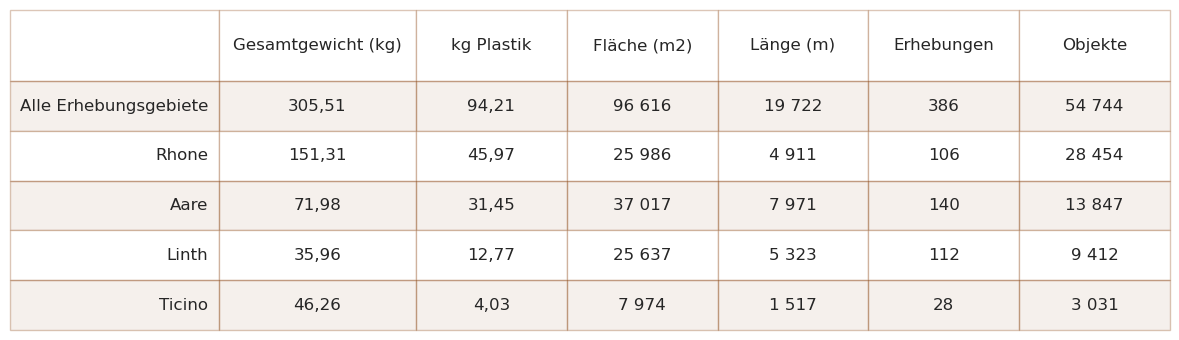 Gesamtgewicht (kg) kg Plastik Fläche (m2) Länge (m) Erhebungen Objekte
Alle Erhebungsgebiete 305,51 94,21 96 616 19 722 386 54 744
Rhone 151,31 45,97 25 986 4 911 106 28 454
Aare 71,98 31,45 37 017 7 971 140 13 847
Linth 35,96 12,77 25 637 5 323 112 9 412
Ticino 46,26 4,03 7 974 1 517 28 3 031